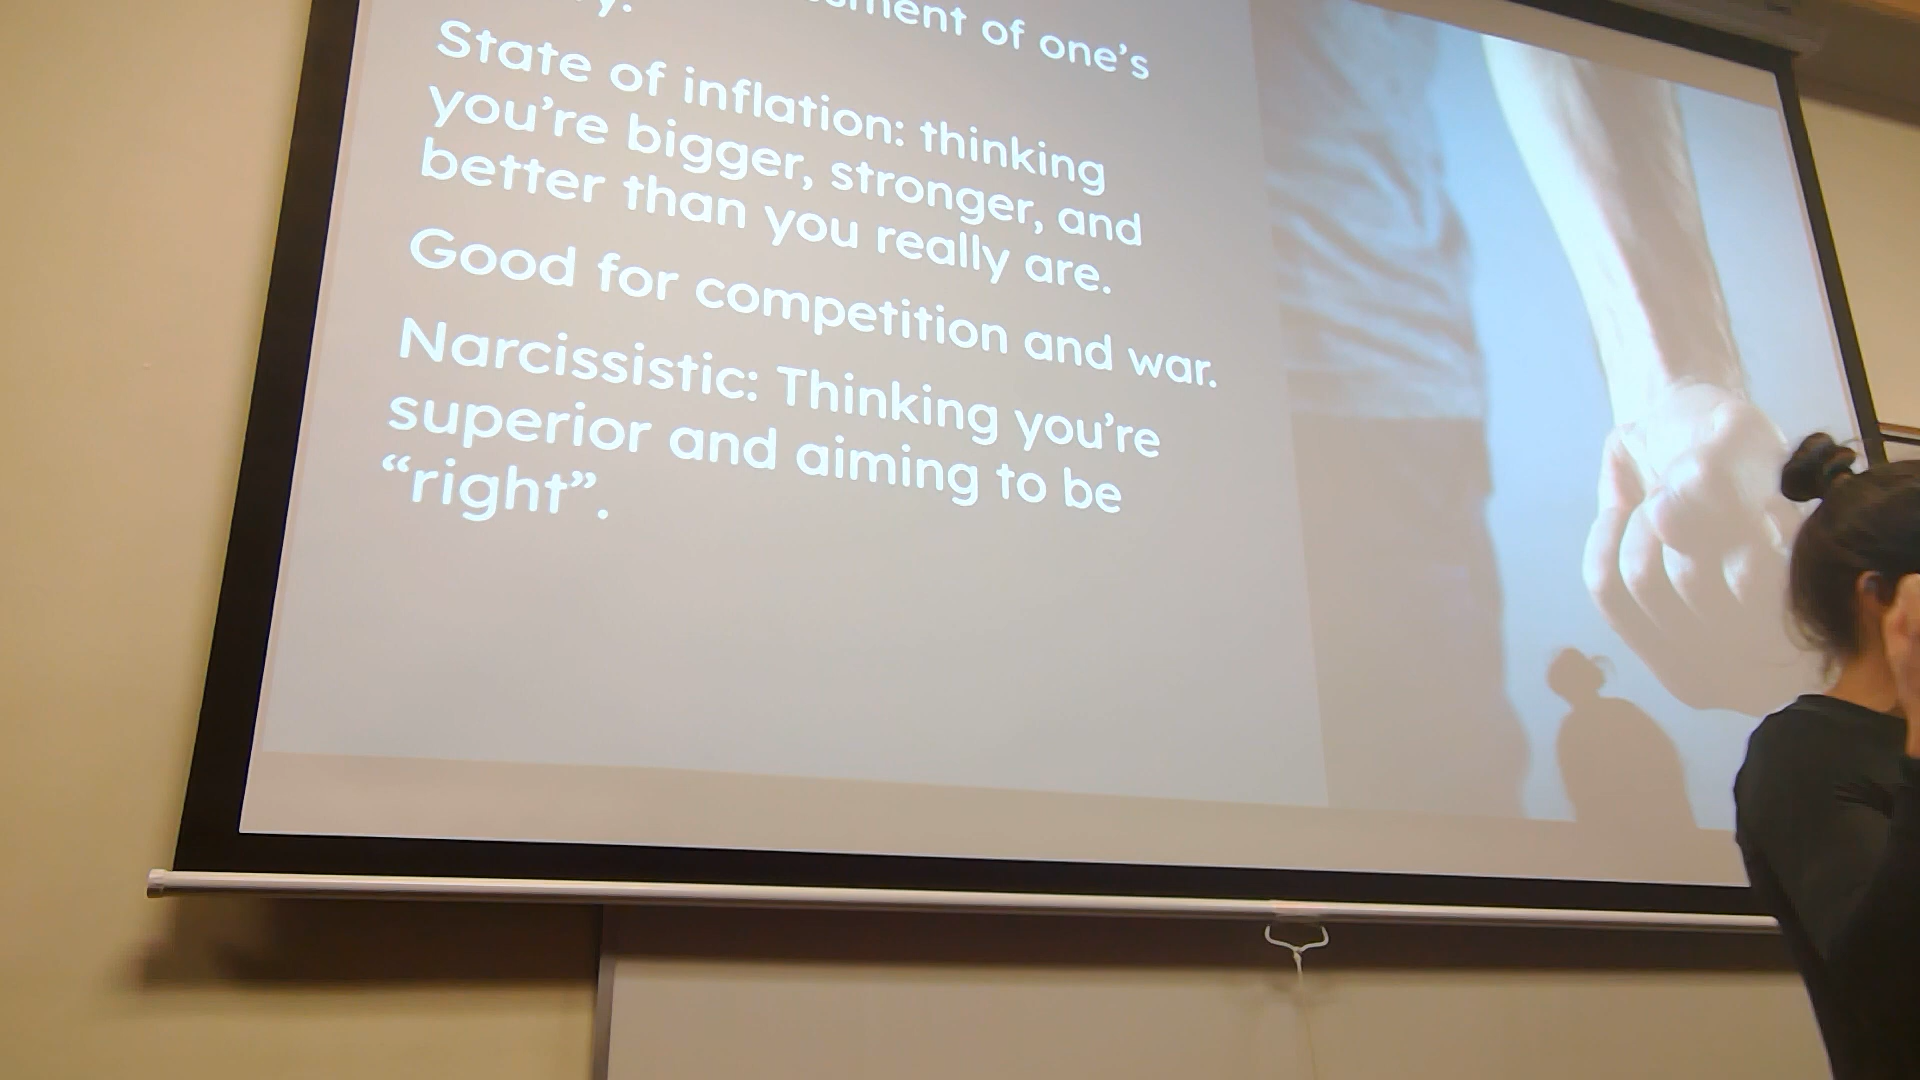 of one's
State of inflation: thinking
you're bigger, stronger, and
better than you really are.
Good for competition and war.
Narcissistic: Thinking you're
superior and aiming to be
“right”.